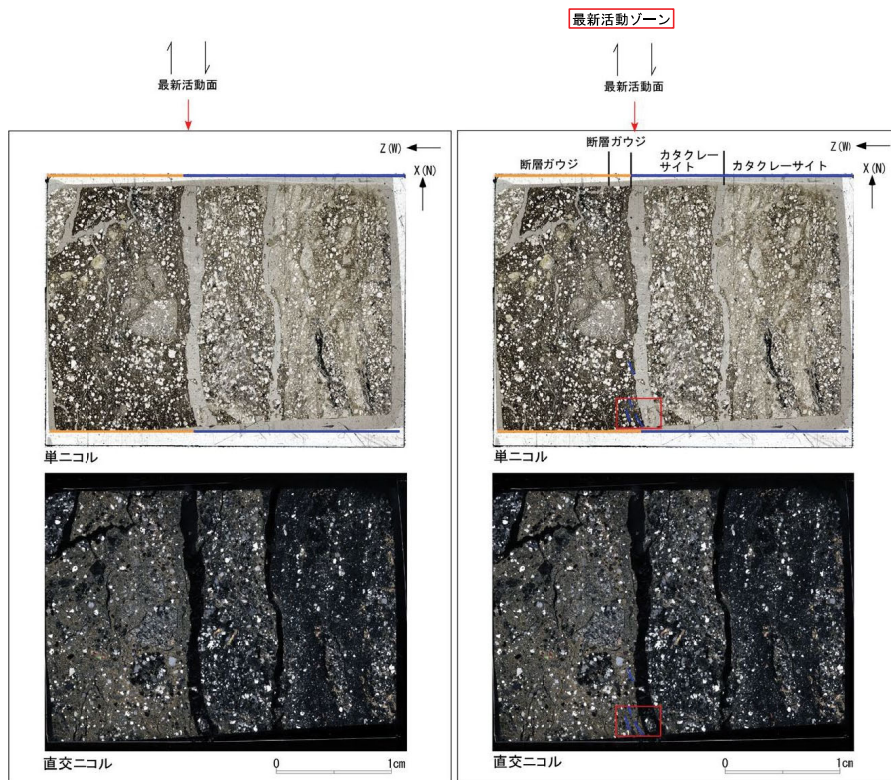 最新活動ゾーン
最新活動面
Z(W)
X(N)
単ニコル
直交ニコル
0 1cm
最新活動面
断層ガウジ
断層ガウジ
カタクレー
サイト
カタクレーサイト
Z(W)
X(N)
単ニコル
直交ニコル
0 1cm